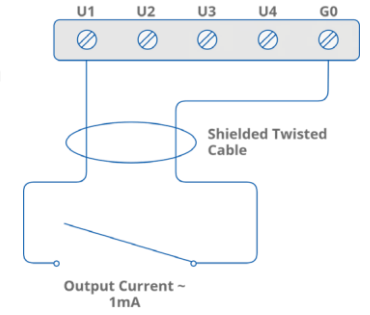 U1 U2 U3 U4 G0
Shielded Twisted
Cable
Output Current ~
1mA